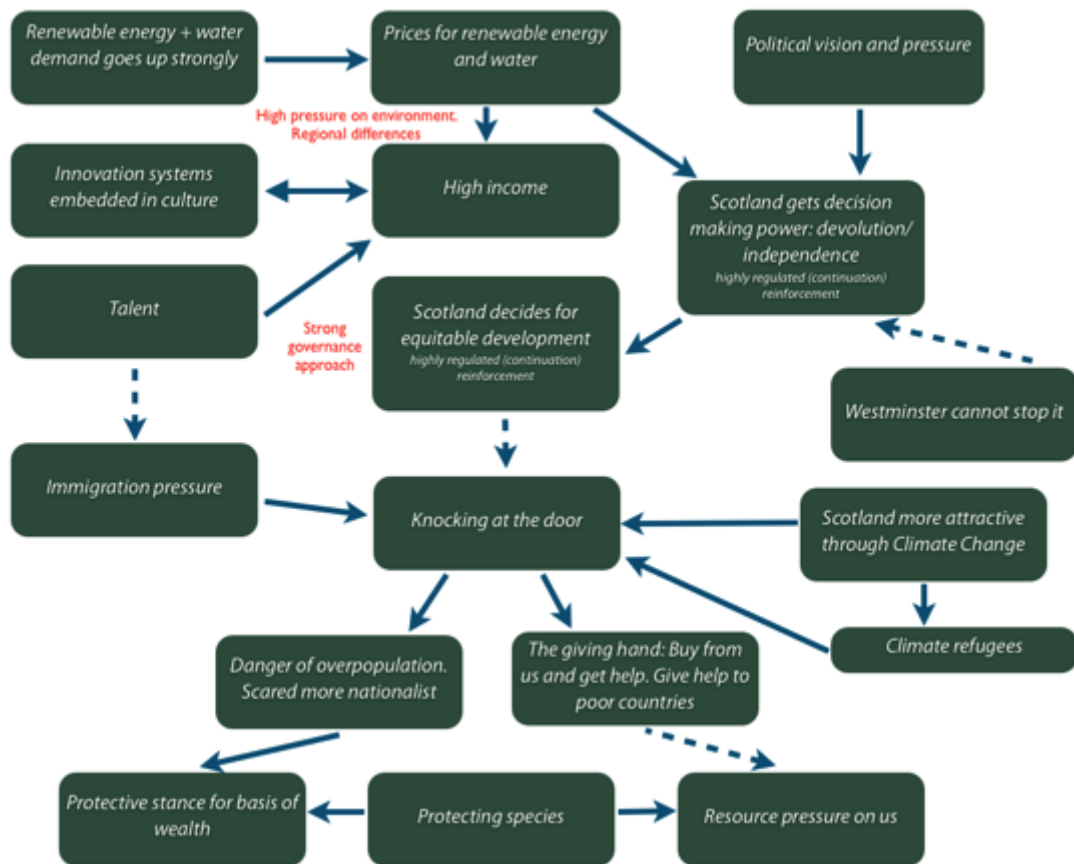 Renewable energy + water
demand goes up strongly
Prices for renewable energy
and water
Political vision and pressure
High pressure on environment.
Regional differences
Innovation systems
embedded in culture
High income
Scotland gets decision
making power: devolution/
independence
highly regulated (continuation)
reinforcement
Talent
Strong
governance
approach
Scotland decides for
equitable development
highly regulated (continuation)
reinforcement
Westminster cannot stop it
Immigration pressure
Knocking at the door
Scotland more attractive
through Climate Change
Danger of overpopulation.
Scared more nationalist
The giving hand: Buy from
us and get help. Give help to
poor countries
Climate refugees
Protective stance for basis of
wealth
Protecting species
Resource pressure on us